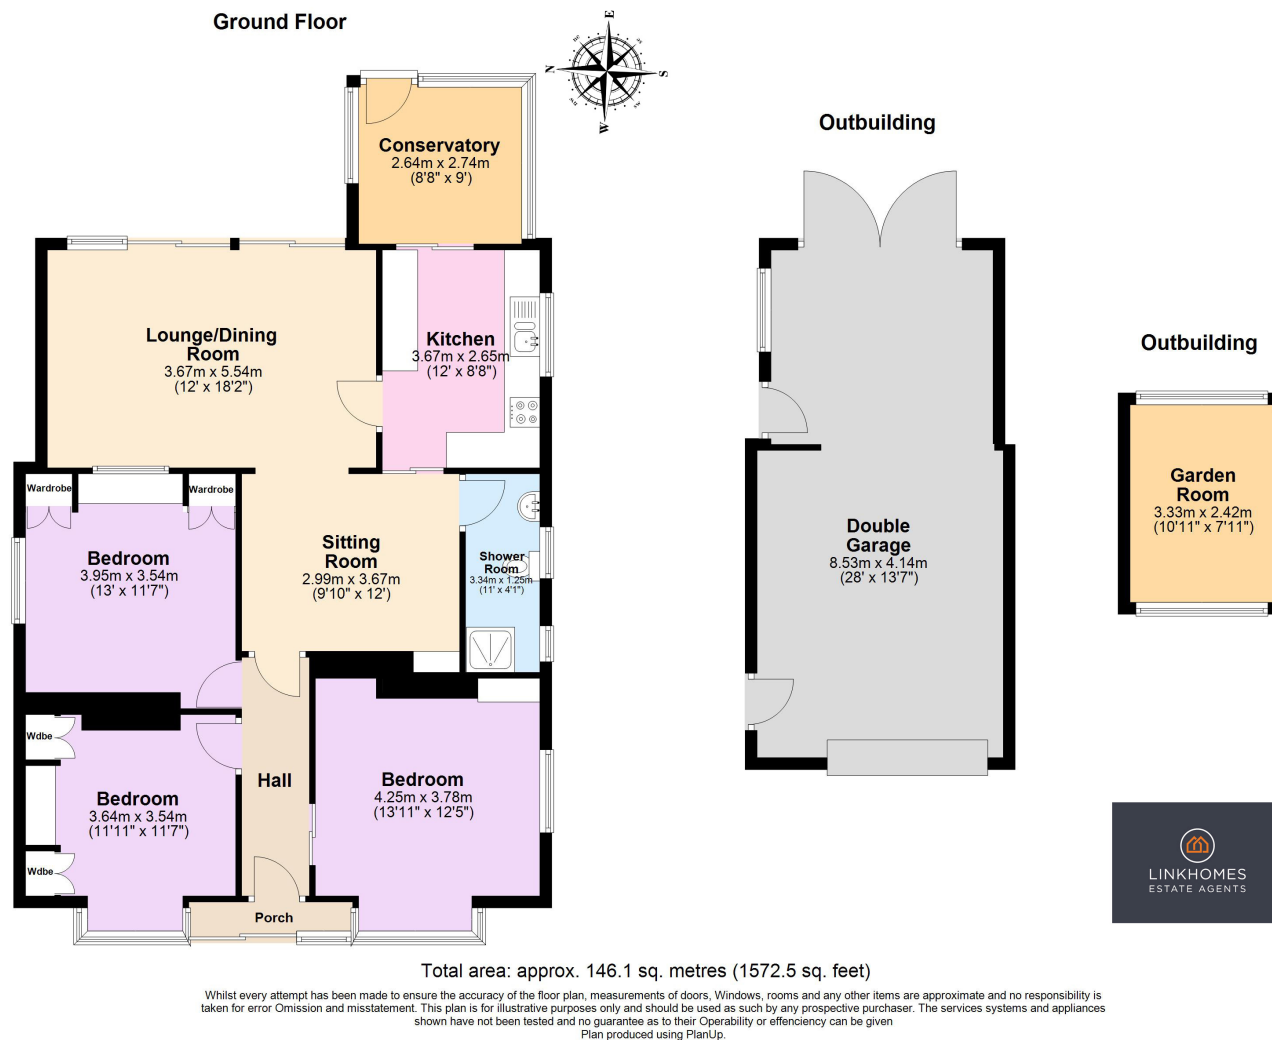 Ground Floor
E
N
S
W
Conservatory
2.64m x 2.74m
(8'8" x 9')
Outbuilding
Lounge/Dining
Room
3.67m x 5.54m
(12' x 18'2")
Kitchen
3.67m x 2.65m
(12' x 8'8")
Outbuilding
Wardrobe
Wardrobe
Bedroom
3.95m x 3.54m
(13' x 11'7")
Sitting
Room
2.99m x 3.67m
(9'10" x 12')
Shower
Room
3.34m x 1.25m
(11' x 4'1")
Double
Garage
8.53m x 4.14m
(28' x 13'7")
Garden
Room
3.33m x 2.42m
(10'11" x 7'11")
Wdbe
Bedroom
3.64m x 3.54m
(11'11" x 11'7")
Wdbe
Hall
Bedroom
4.25m x 3.78m
(13'11" x 12'5")
Porch
LINKHOMES
ESTATE AGENTS
Total area: approx. 146.1 sq. metres (1572.5 sq. feet)
Whilst every attempt has been made to ensure the accuracy of the floor plan, measurements of doors, Windows, rooms and any other items are approximate and no responsibility is
taken for error Omission and misstatement. This plan is for illustrative purposes only and should be used as such by any prospective purchaser. The services systems and appliances
shown have not been tested and no guarantee as to their Operability or effenciency can be given
Plan produced using PlanUp.